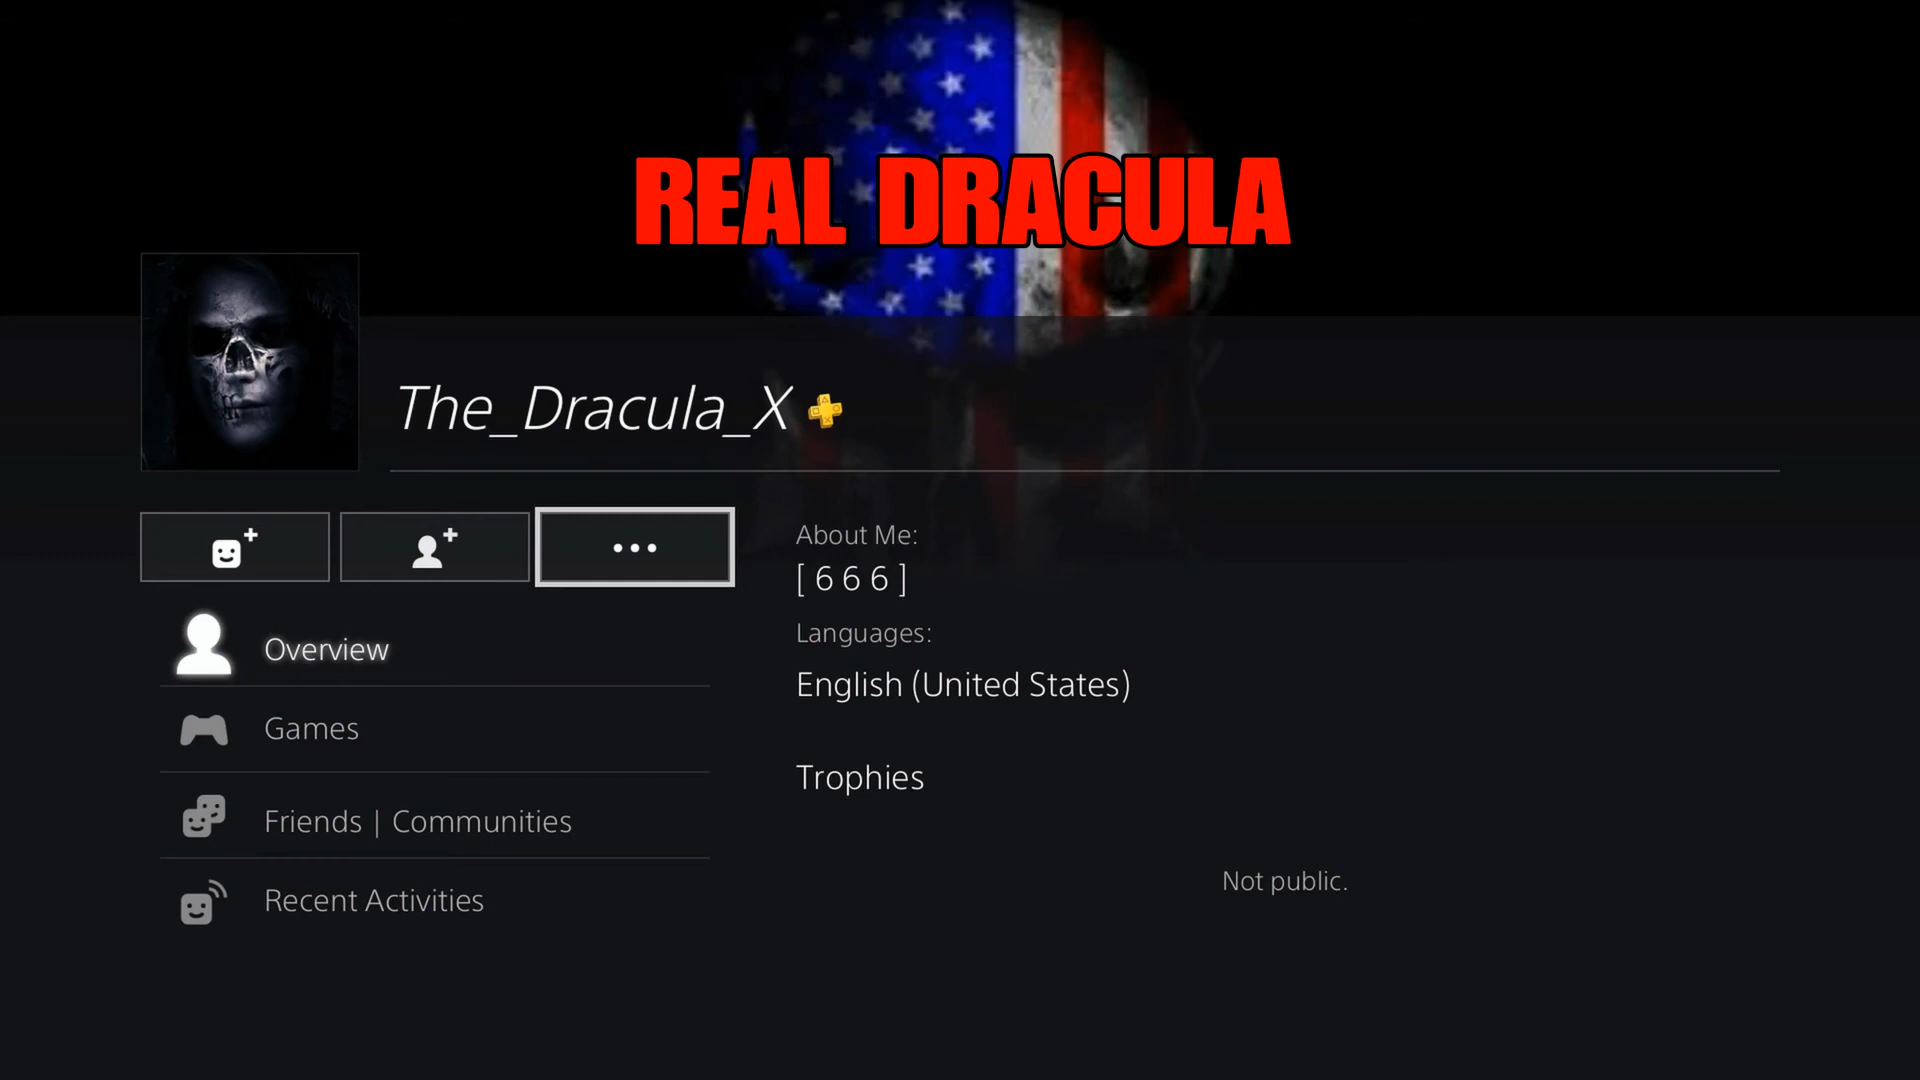 REAL DRACULA
The_Dracula_X
About Me:
[ 6 6 6 ]
Languages:
English (United States)
Overview
Games
Friends | Communities
Recent Activities
Trophies
Not public.